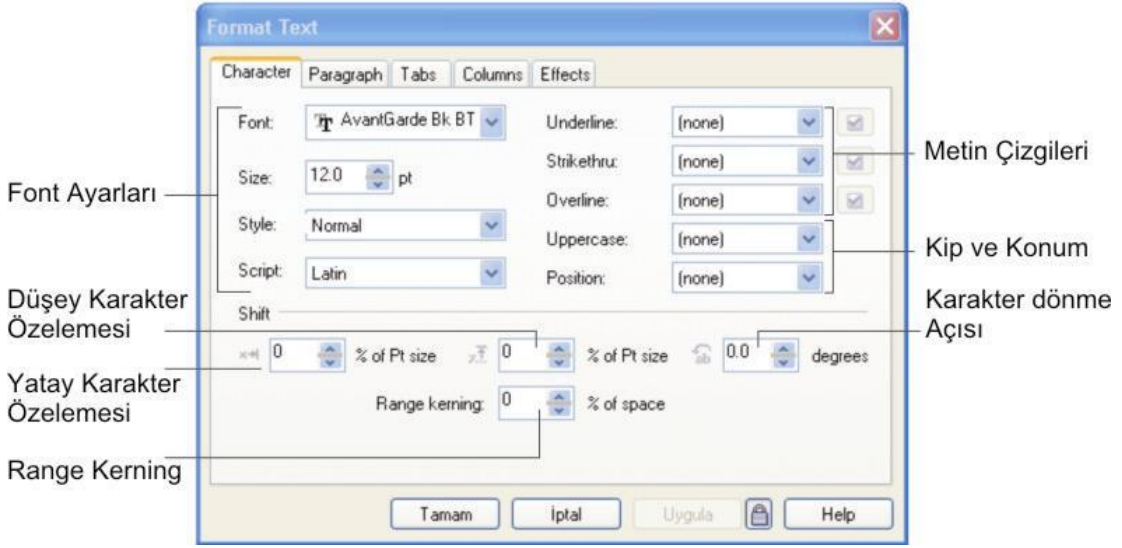 Format Text
Character Paragraph Tabs Columns Effects
Font: AvantGarde Bk BT Underline: (none)
Size: 12.0 pt Strikethru: (none)
Overline: (none)
Style: Normal Uppercase: (none)
Script: Latin Position: (none)
Shift
0 % of Pt size 0 % of Pt size ab 0.0 degrees
Range kerning: 0 % of space
Tamam İptal Uygula Help
Font Ayarları
Düşey Karakter
Özelemesi
Yatay Karakter
Özelemesi
Range Kerning
Metin Çizgileri
Kip ve Konum
Karakter dönme
Açısı